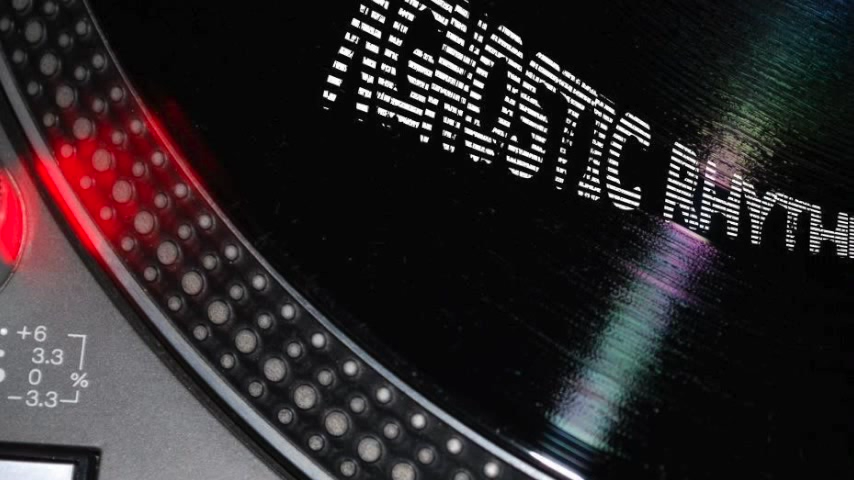 AGNOSTIC RHYTH
+6
3.3
0 %
-3.3